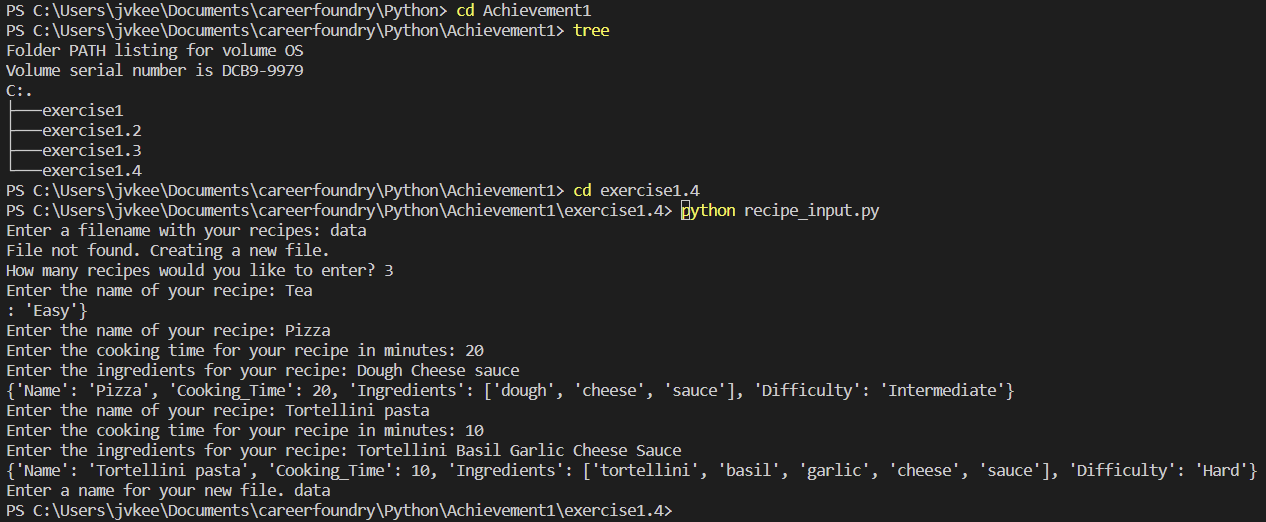 PS C:\Users\jvkee\Documents\careerfoundry\Python> cd Achievement1
PS C:\Users\jvkee\Documents\careerfoundry\Python\Achievement1> tree
Folder PATH listing for volume OS
Volume serial number is DCB9-9979
C:.
├───exercise1
├───exercise1.2
├───exercise1.3
└───exercise1.4
PS C:\Users\jvkee\Documents\careerfoundry\Python\Achievement1> cd exercise1.4
PS C:\Users\jvkee\Documents\careerfoundry\Python\Achievement1\exercise1.4> python recipe_input.py
Enter a filename with your recipes: data
File not found. Creating a new file.
How many recipes would you like to enter? 3
Enter the name of your recipe: Tea
: 'Easy'}
Enter the name of your recipe: Pizza
Enter the cooking time for your recipe in minutes: 20
Enter the ingredients for your recipe: Dough Cheese sauce
{'Name': 'Pizza', 'Cooking_Time': 20, 'Ingredients': ['dough', 'cheese', 'sauce'], 'Difficulty': 'Intermediate'}
Enter the name of your recipe: Tortellini pasta
Enter the cooking time for your recipe in minutes: 10
Enter the ingredients for your recipe: Tortellini Basil Garlic Cheese Sauce
{'Name': 'Tortellini pasta', 'Cooking_Time': 10, 'Ingredients': ['tortellini', 'basil', 'garlic', 'cheese', 'sauce'], 'Difficulty': 'Hard'}
Enter a name for your new file. data
PS C:\Users\jvkee\Documents\careerfoundry\Python\Achievement1\exercise1.4>